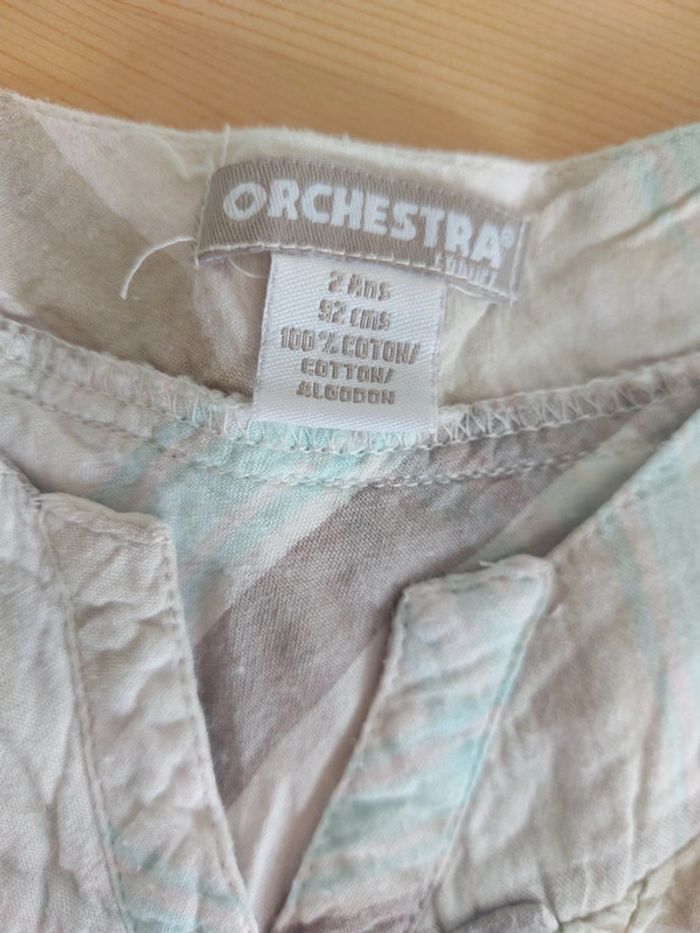 ORCHESTRA®
2 Ans
92 cms
100 % COTON/
COTTON/
ALGODON